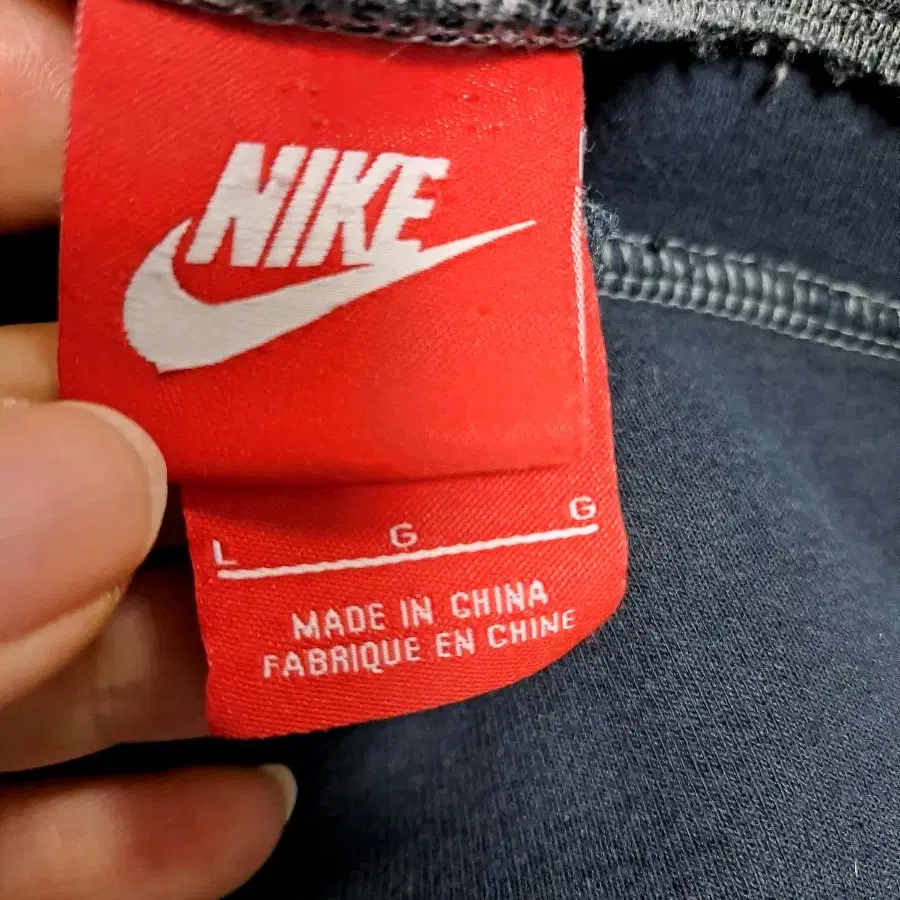 NIKE
L G G
MADE IN CHINA
FABRIQUE EN CHINE